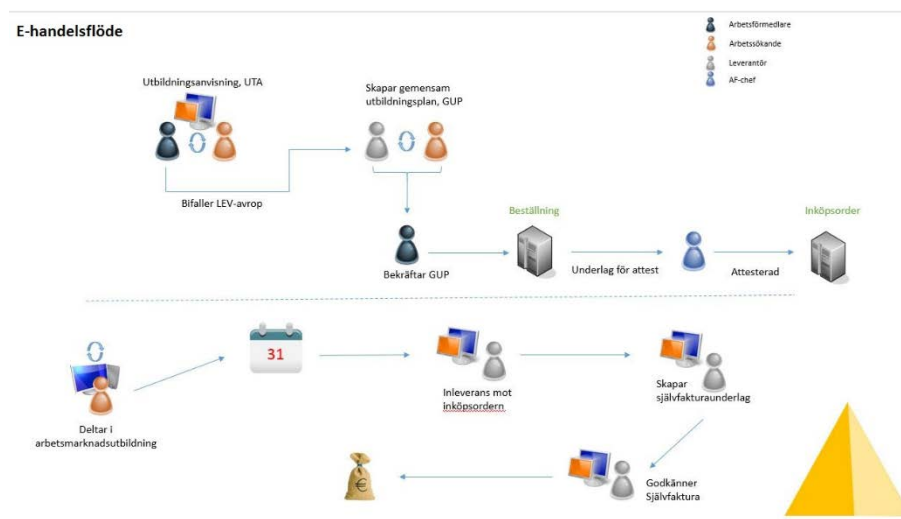 E-handelsflöde
Arbetsförmedlare
Arbetssökande
Leverantör
AF-chef
Utbildningsanvisning, UTA
Skapar gemensam
utbildningsplan, GUP
Bifaller LEV-avrop
Bekräftar GUP
Beställning
Underlag för attest
Attesterad
Inköpsorder
31
Deltar i
arbetsmarknadsutbildning
Inleverans mot
inköpsordern
Skapar
självfakturaunderlag
Godkänner
Självfaktura
€